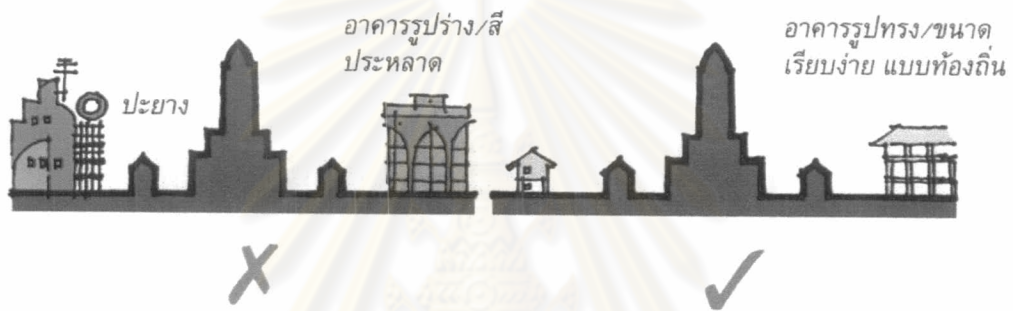 อาคารรูปร่าง/สี
ประหลาด
ปะยาง
อาคารรูปทรง/ขนาด
เรียบง่าย แบบท้องถิ่น